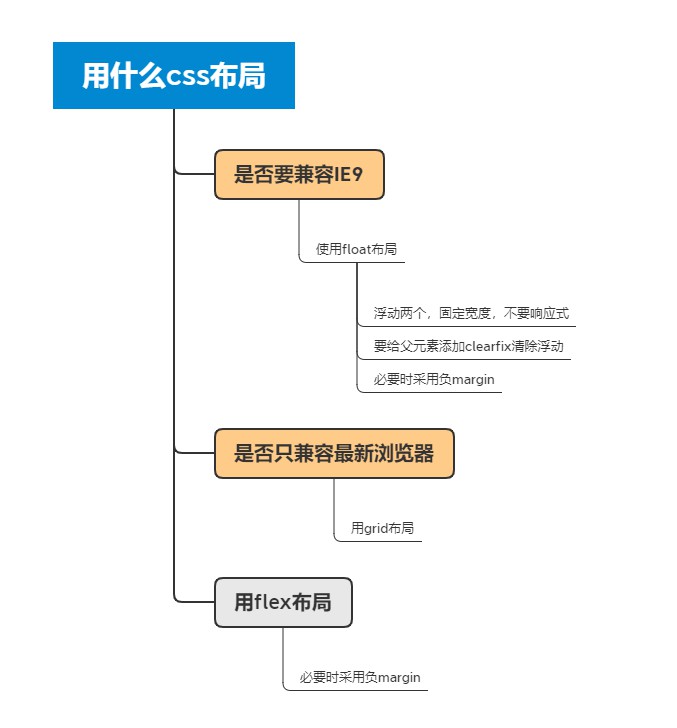 用什么css布局
是否要兼容IE9
使用float布局
浮动两个，固定宽度，不要响应式
要给父元素添加clearfix清除浮动
必要时采用负margin
是否只兼容最新浏览器
用grid布局
用flex布局
必要时采用负margin